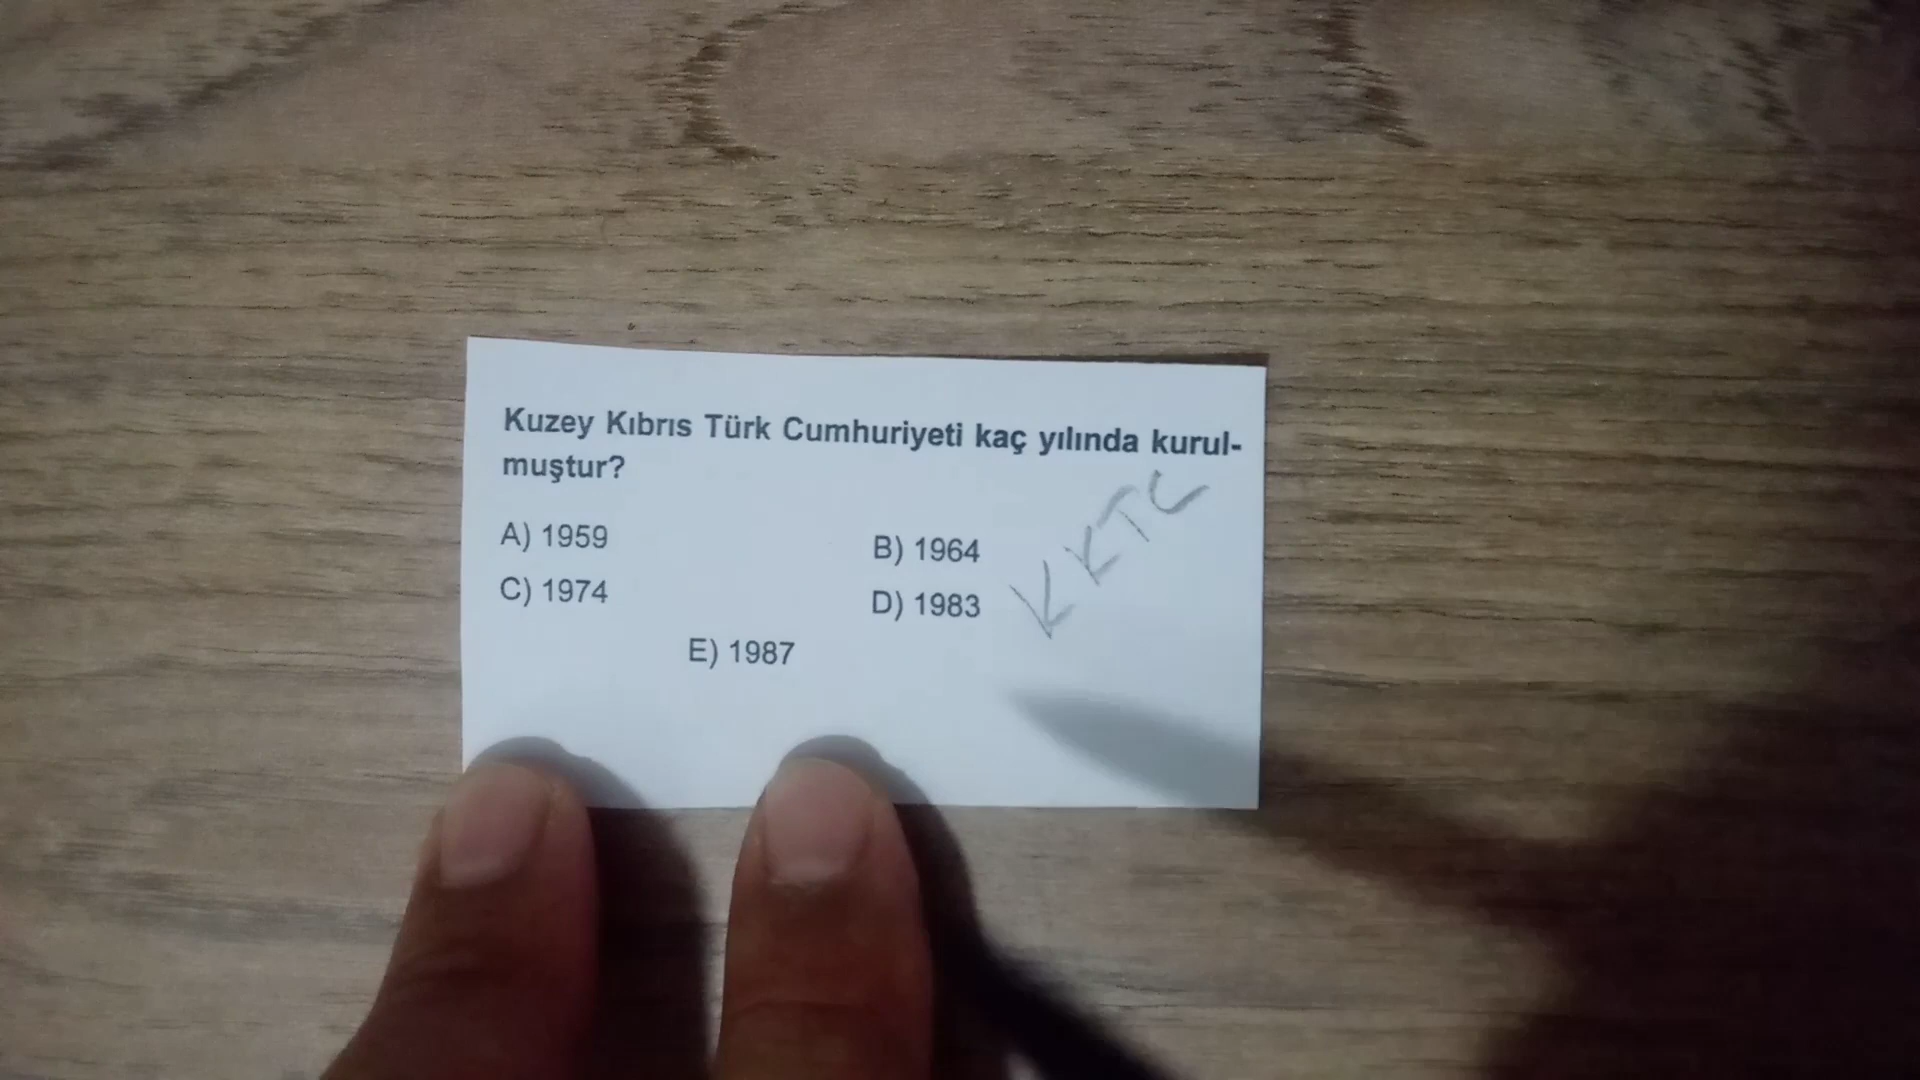 Kuzey Kıbrıs Türk Cumhuriyeti kaç yılında kurul-
muştur?
A) 1959
B) 1964
C) 1974
D) 1983
E) 1987
KKTC